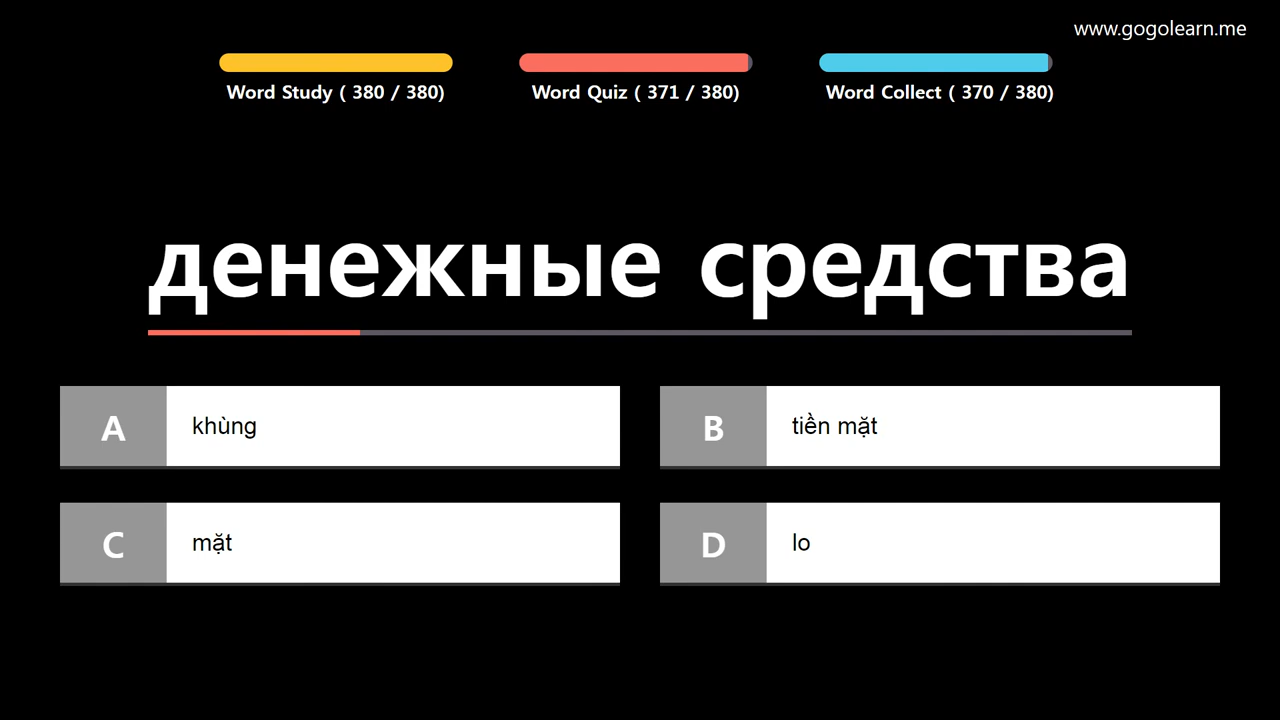 www.gogolearn.me
Word Study ( 380 / 380)
Word Quiz ( 371 / 380)
Word Collect ( 370 / 380)
денежные средства
A khùng
B tiền mặt
C mặt
D lo